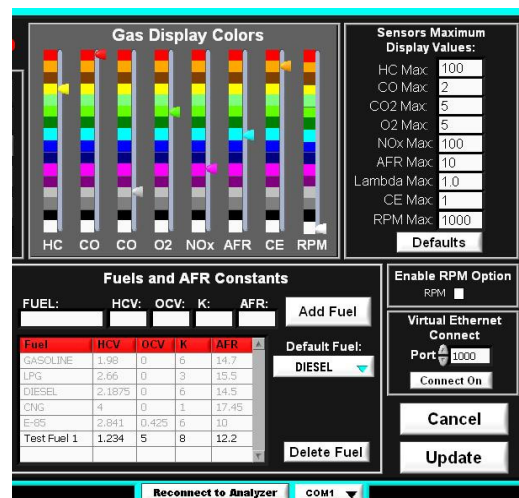 Gas Display Colors
HC CO CO O2 NOx AFR CE RPM
Sensors Maximum
Display Values:
HC Max: 100
CO Max: 2
CO2 Max: 5
O2 Max: 5
NOx Max: 100
AFR Max: 10
Lambda Max: 1.0
CE Max: 1
RPM Max: 1000
Defaults
Fuels and AFR Constants
FUEL: HCV: OCV: K: AFR:
Add Fuel
Fuel HCV OCV K AFR
GASOLINE 1.98 0 6 14.7
LPG 2.66 0 3 15.5
DIESEL 2.1875 0 6 14.5
CNG 4 0 1 17.45
E-85 2.841 0.425 6 10
Test Fuel 1 1.234 5 8 12.2
Default Fuel:
DIESEL
Delete Fuel
Enable RPM Option
RPM
Virtual Ethernet
Connect
Port 1000
Connect On
Cancel
Update
Reconnect to Analyzer COM1